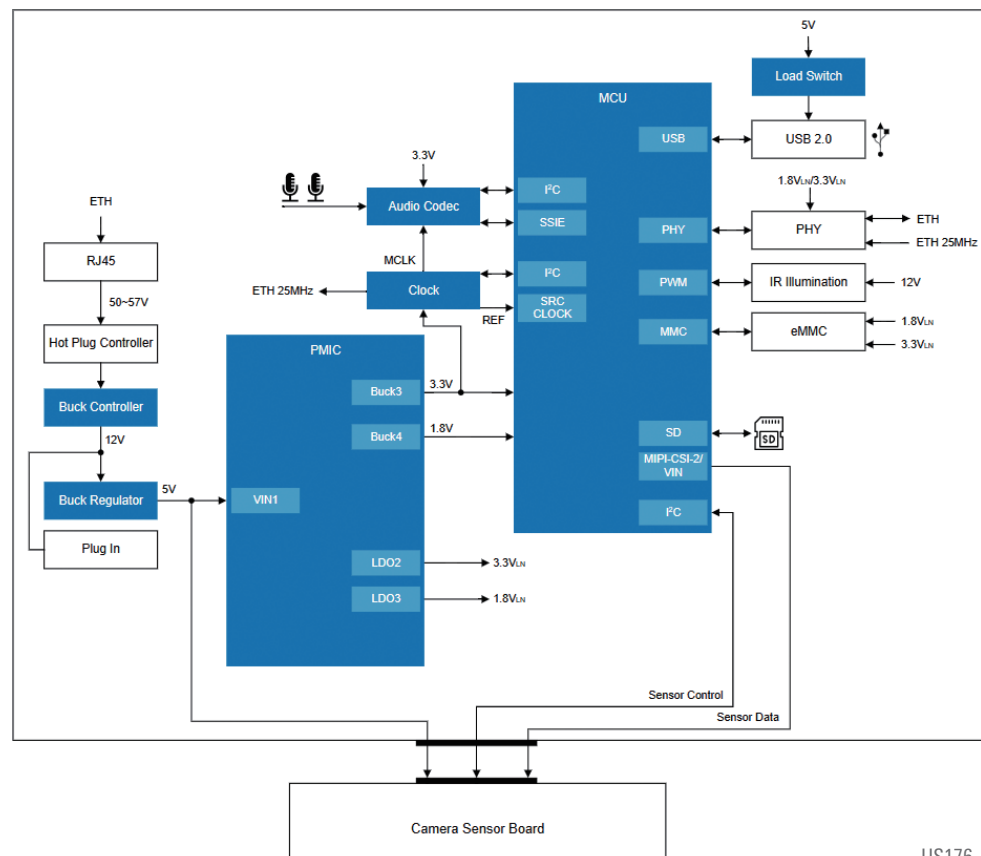 5V
Load Switch
MCU
USB
USB 2.0
3.3V
1.8VLN/3.3VLN
Audio Codec
I²C
SSIE
PHY
PHY
ETH
ETH 25MHz
ETH
RJ45
MCLK
ETH 25MHz
Clock
I²C
REF
SRC
CLOCK
PWM
IR Illumination
12V
50~57V
Hot Plug Controller
PMIC
MMC
eMMC
1.8VLN
3.3VLN
Buck3
3.3V
Buck Controller
Buck4
1.8V
SD
SD
12V
MIPI-CSI-2/
VIN
Buck Regulator
5V
VIN1
I²C
Plug In
LDO2
3.3VLN
LDO3
1.8VLN
Sensor Control
Sensor Data
Camera Sensor Board